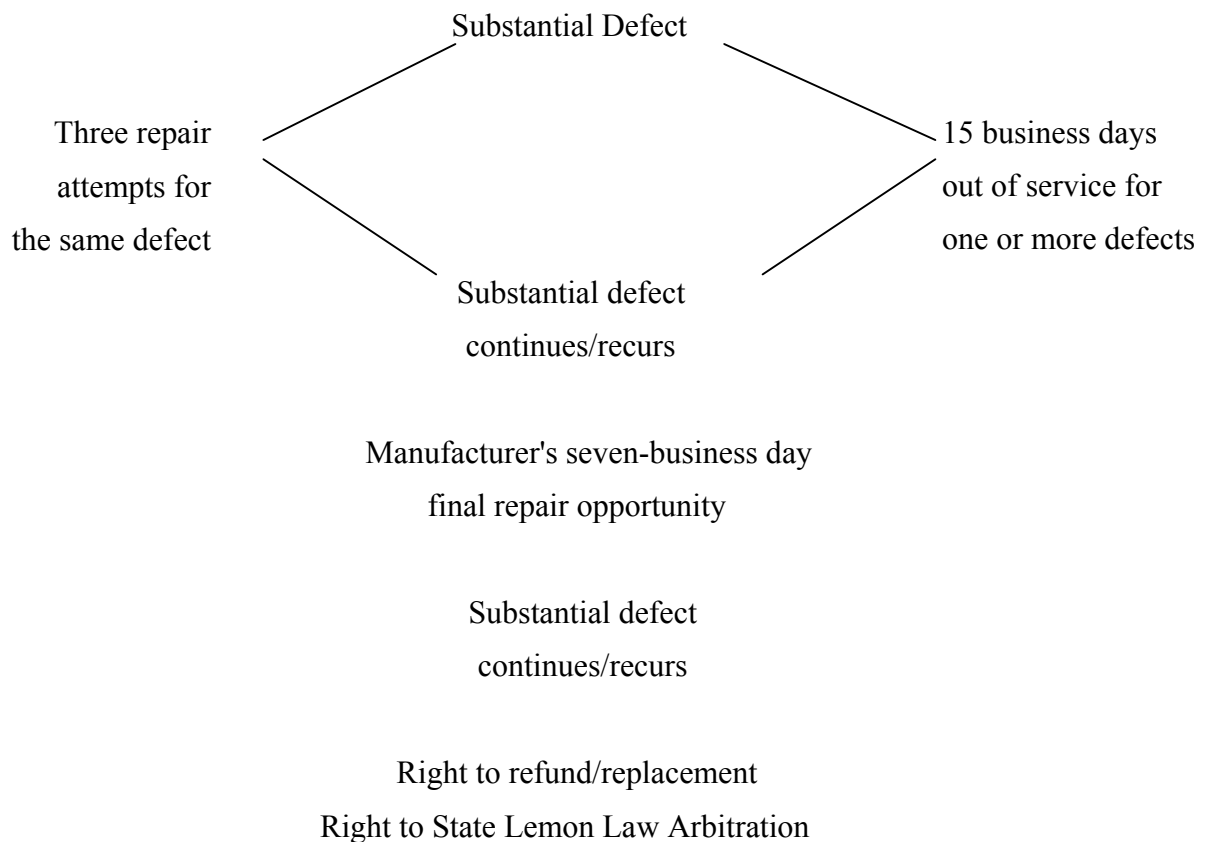 Substantial Defect
Three repair
attempts for
the same defect
15 business days
out of service for
one or more defects
Substantial defect
continues/recurs
Manufacturer's seven-business day
final repair opportunity
Substantial defect
continues/recurs
Right to refund/replacement
Right to State Lemon Law Arbitration